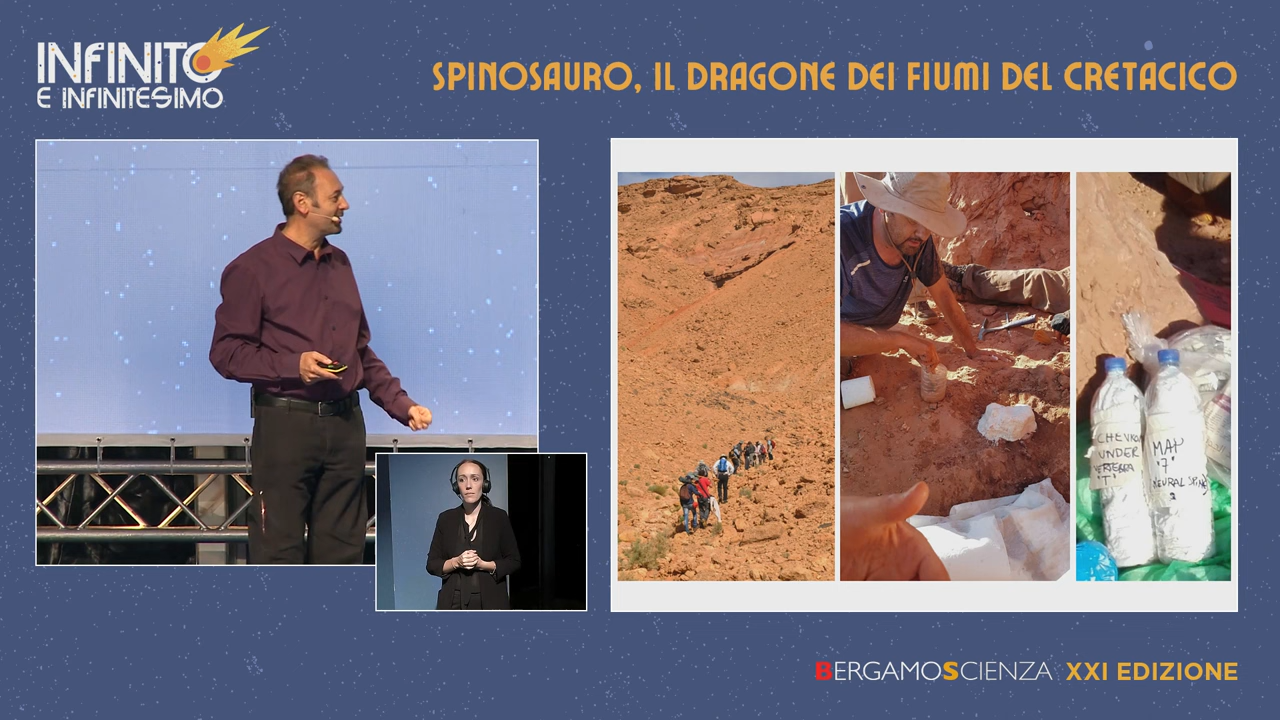 INFINITO
E INFINITESIMO
SPINOSAURO, IL DRAGONE DEI FIUMI DEL CRETACICO
CHEVRON
UNDER
VERTEBRA
"T"
MAP
"7"
NEURAL SPINE
2
BERGAMOSCIENZA XXI EDIZIONE